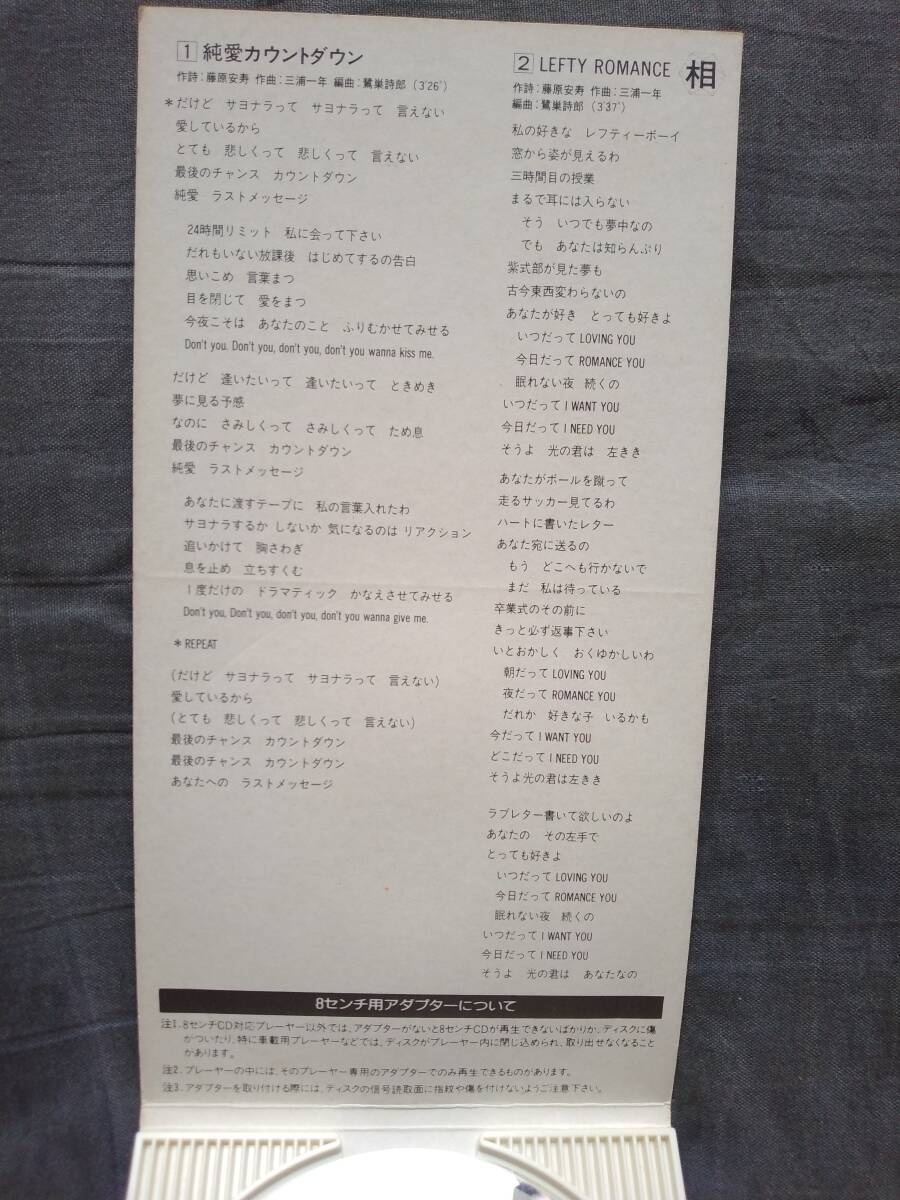 1 純愛カウントダウン
作詩：藤原安寿 作曲：三浦一年 編曲：鷺巣詩郎（3'26"）
＊だけど サヨナラって サヨナラって 言えない
愛しているから
とても 悲しくって 悲しくって 言えない
最後のチャンス カウントダウン
純愛 ラストメッセージ
24時間リミット 私に会って下さい
だれもいない放課後 はじめてするの告白
思いこめ 言葉まつ
目を閉じて 愛をまつ
今夜こそは あなたのこと ふりむかせてみせる
Don't you. Don't you, don't you, don't you wanna kiss me.
だけど 逢いたいって 逢いたいって ときめき
夢に見る予感
なのに さみしくって さみしくって ため息
最後のチャンス カウントダウン
純愛 ラストメッセージ
あなたに渡すテープに 私の言葉入れたわ
サヨナラするか しないか 気になるのは リアクション
追いかけて 胸さわぎ
息を止め 立ちすくむ
1度だけの ドラマティック かなえさせてみせる
Don't you, Don't you, don't you, don't you wanna give me.
＊REPEAT
(だけど サヨナラって サヨナラって 言えない)
愛しているから
(とても 悲しくって 悲しくって 言えない)
最後のチャンス カウントダウン
最後のチャンス カウントダウン
あなたへの ラストメッセージ
2 LEFTY ROMANCE
相
作詩：藤原安寿 作曲：三浦一年
編曲：鷺巣詩郎（3'37"）
私の好きな レフティーボーイ
窓から姿が見えるわ
三時間目の授業
まるで耳には入らない
そう いつでも夢中なの
でも あなたは知らんぷり
紫式部が見た夢も
古今東西変わらないの
あなたが好き とっても好きよ
いつだって LOVING YOU
今日だって ROMANCE YOU
眠れない夜 続くの
いつだって I WANT YOU
今日だって I NEED YOU
そうよ 光の君は 左きき
あなたがボールを蹴って
走るサッカー見てるわ
ハートに書いたレター
あなた宛に送るの
もう どこへも行かないで
まだ 私は待っている
卒業式のその前に
きっと必ず返事下さい
いとおかしく おくゆかしいわ
朝だって LOVING YOU
夜だって ROMANCE YOU
だれか 好きな子 いるかも
今だって I WANT YOU
どこだって I NEED YOU
そうよ光の君は左きき
ラブレター書いて欲しいのよ
あなたの その左手で
とっても好きよ
いつだって LOVING YOU
今日だって ROMANCE YOU
眠れない夜 続くの
いつだって I WANT YOU
今日だって I NEED YOU
そうよ 光の君は あなたなの
8センチ用アダプターについて
注1. 8センチCD対応プレーヤー以外では、アダプターがないと8センチCDが再生できないばかりか、ディスクに傷
がついたり、特に車載用プレーヤーなどでは、ディスクがプレーヤー内に閉じ込められ、取り出せなくなること
があります。
注2. プレーヤーの中には、そのプレーヤー専用のアダプターでのみ再生できるものがあります。
注3. アダプターを取り付ける際には、ディスクの信号読取面に指紋や傷を付けないようご注意下さい。